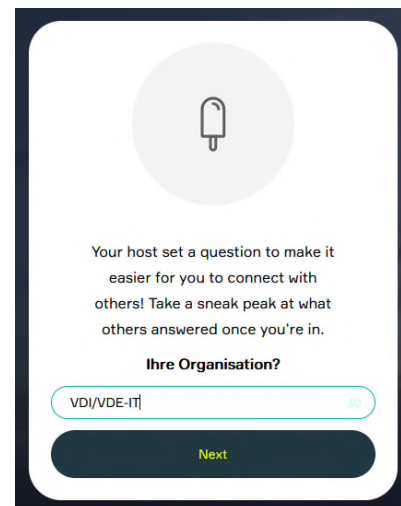 Your host set a question to make it
easier for you to connect with
others! Take a sneak peak at what
others answered once you're in.
Ihre Organisation?
VDI/VDE-IT
30
Next